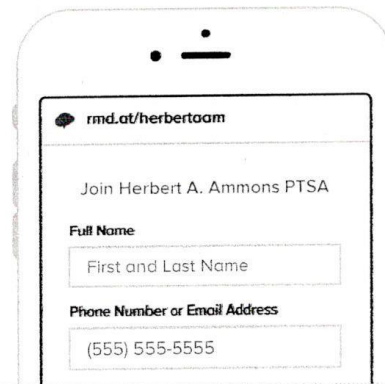 rmd.at/herbertaam
Join Herbert A. Ammons PTSA
Full Name
First and Last Name
Phone Number or Email Address
(555) 555-5555